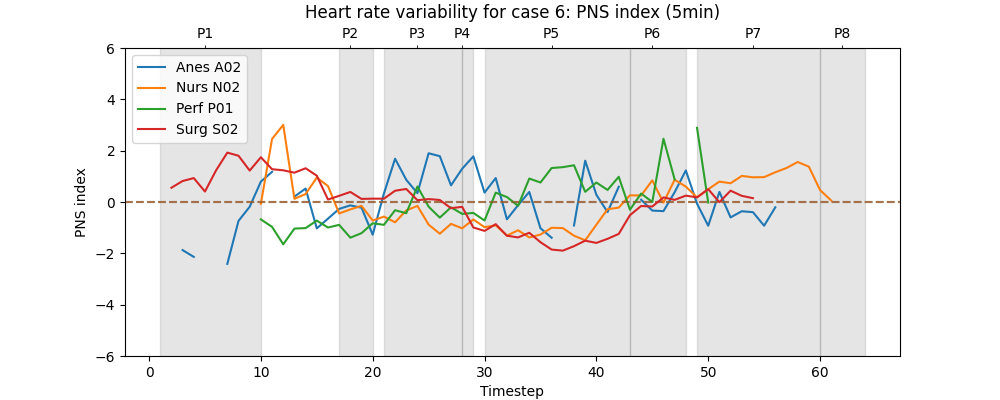 Heart rate variability for case 6: PNS index (5min)
P1 P2 P3 P4 P5 P6 P7 P8
6
4
2
0
−2
−4
−6
PNS index
Anes A02
Nurs N02
Perf P01
Surg S02
0 10 20 30 40 50 60
Timestep